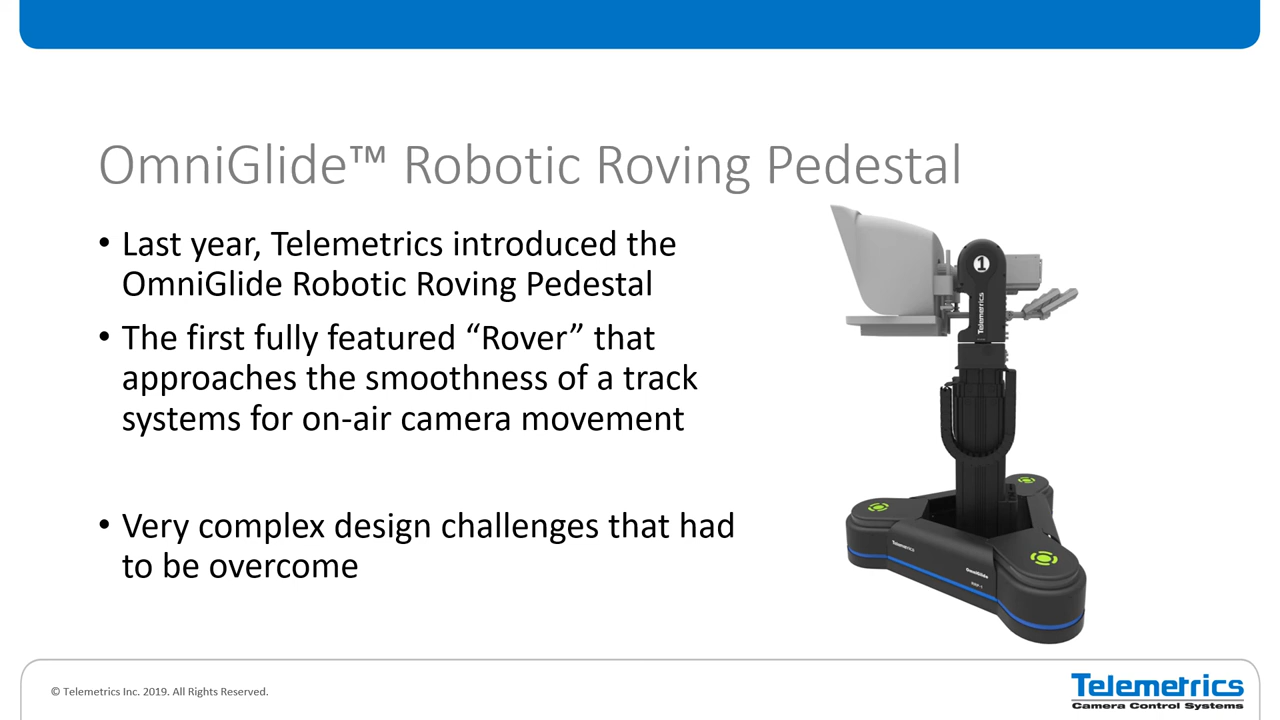 OmniGlide™ Robotic Roving Pedestal
• Last year, Telemetrics introduced the
OmniGlide Robotic Roving Pedestal
• The first fully featured “Rover” that
approaches the smoothness of a track
systems for on-air camera movement
• Very complex design challenges that had
to be overcome
1
Telemetrics
Telemetrics
OmniGlide
© Telemetrics Inc. 2019. All Rights Reserved.
Telemetrics
Camera Control Systems